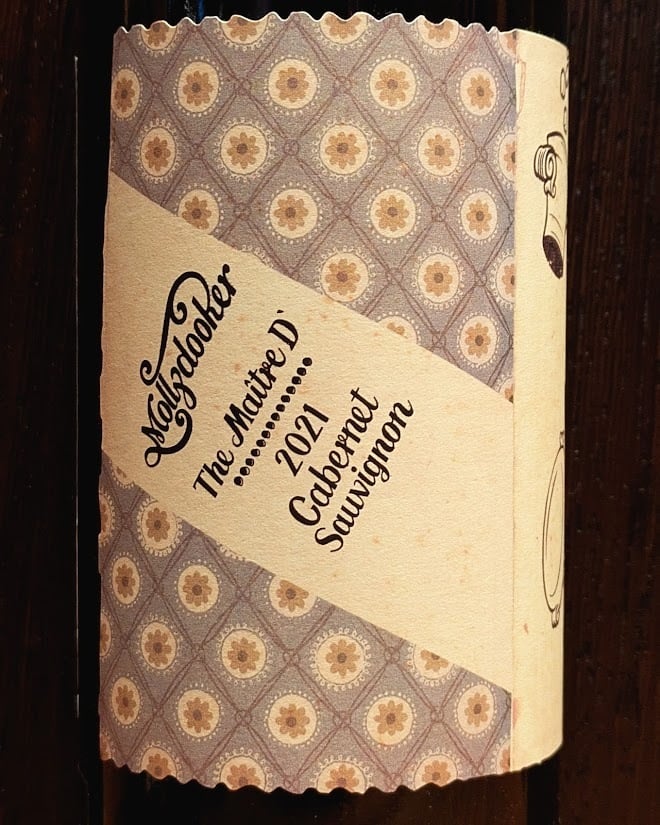 Mollydooker
The Maître D'
2021
Cabernet
Sauvignon